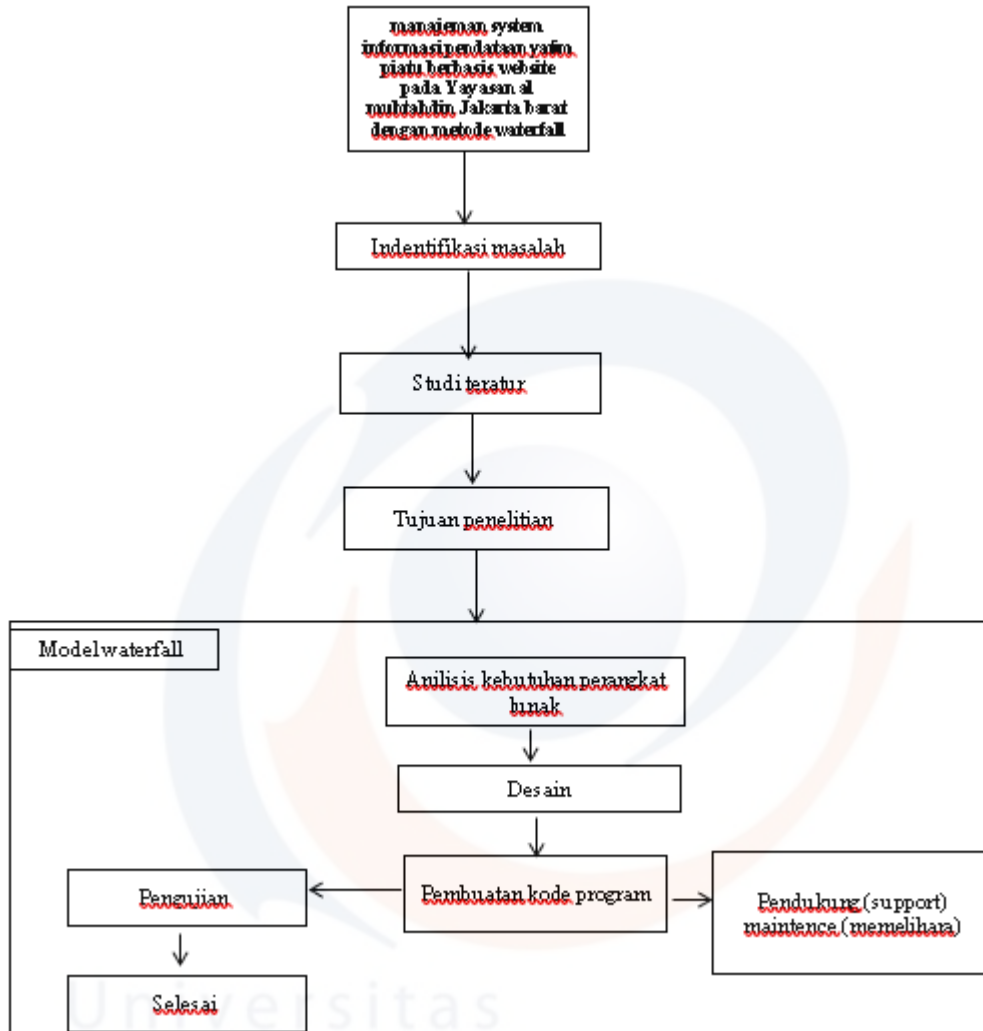 manajeman system
informasi pendataan yatim
piatu berbasis website
pada Yayasan al
muhtahdin Jakarta barat
dengan metode waterfall
Indentifikasi masalah
Studi teratur
Tujuan penelitian
Model waterfall
Anilisis kebutuhan perangkat
lunak
Desain
Pembuatan kode program
Pengujian
Pendukung (support)
maintence (memelihara)
Selesai
Universitas